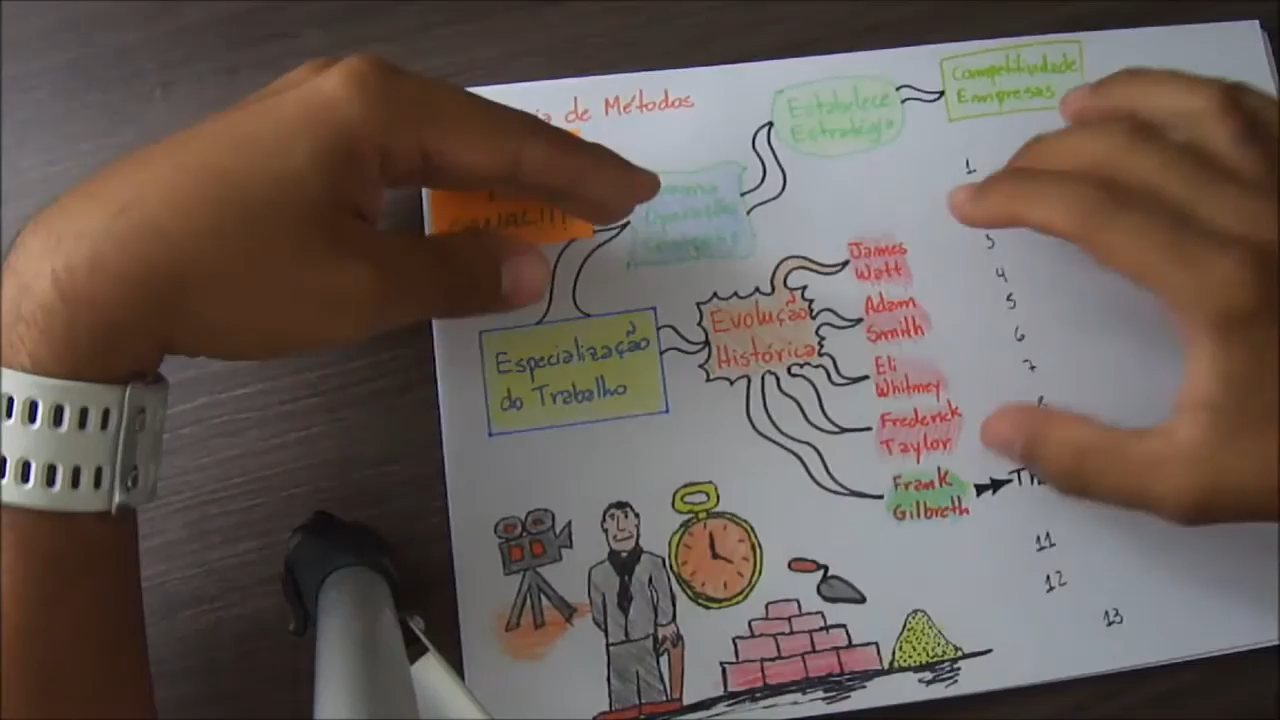 de Métodos
Estabelece
Estratégia
Competitividade
Empresas
Especialização
do Trabalho
Evolução
Histórica
James
Watt
Adam
Smith
Eli
Whitmey
Frederick
Taylor
Frank
Gilbreth
1
3
4
5
6
7
11
12
13